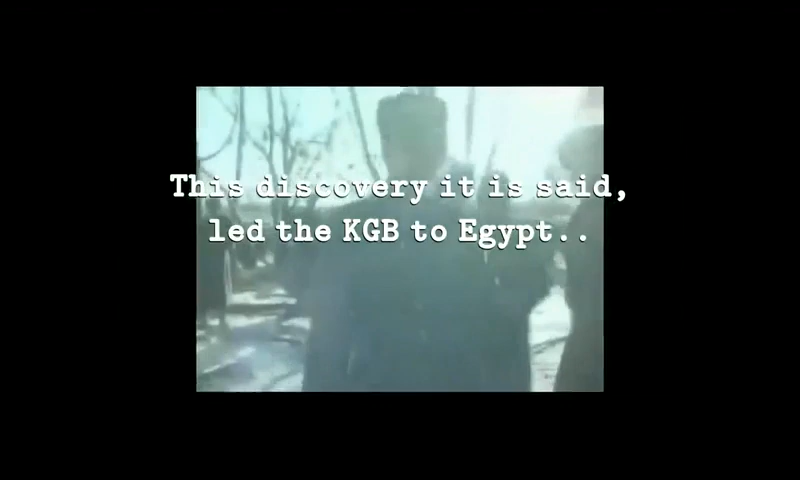 This discovery it is said,
led the KGB to Egypt..